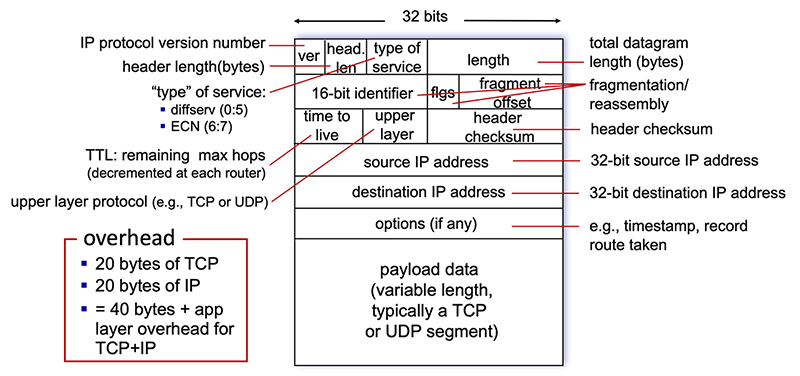 32 bits
IP protocol version number
header length(bytes)
“type” of service:
▪ diffserv (0:5)
▪ ECN (6:7)
TTL: remaining max hops
(decremented at each router)
upper layer protocol (e.g., TCP or UDP)
overhead
▪ 20 bytes of TCP
▪ 20 bytes of IP
▪ = 40 bytes + app
layer overhead for
TCP+IP
ver
head.
len
type of
service
length
16-bit identifier
flgs
fragment
offset
time to
live
upper
layer
header
checksum
source IP address
destination IP address
options (if any)
payload data
(variable length,
typically a TCP
or UDP segment)
total datagram
length (bytes)
fragmentation/
reassembly
header checksum
32-bit source IP address
32-bit destination IP address
e.g., timestamp, record
route taken